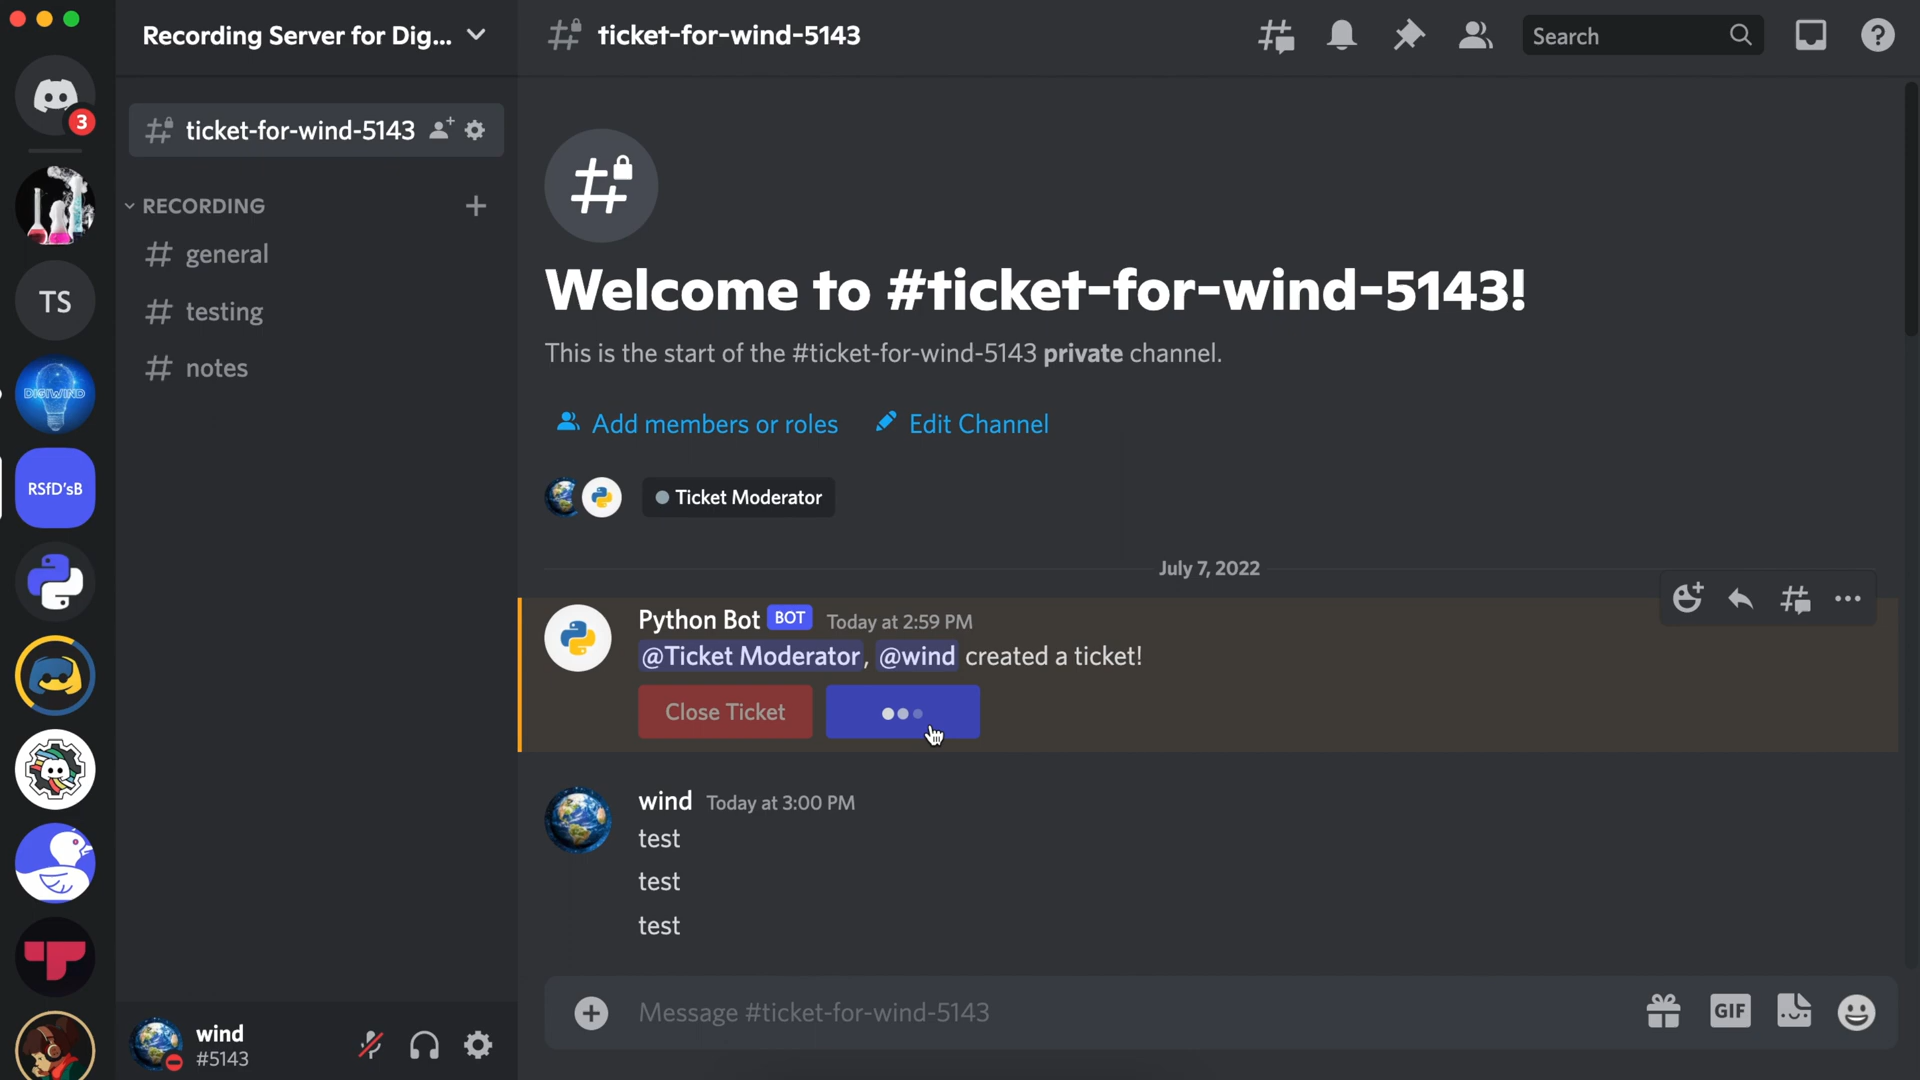 Recording Server for Dig...
ticket-for-wind-5143
Search
3
ticket-for-wind-5143
RECORDING
general
testing
notes
TS
DIGIWIND
RSfD'sB
Welcome to #ticket-for-wind-5143!
This is the start of the #ticket-for-wind-5143 private channel.
Add members or roles
Edit Channel
Ticket Moderator
July 7, 2022
Python Bot BOT Today at 2:59 PM
@Ticket Moderator, @wind created a ticket!
Close Ticket
wind Today at 3:00 PM
test
test
test
Message #ticket-for-wind-5143
GIF
wind
#5143